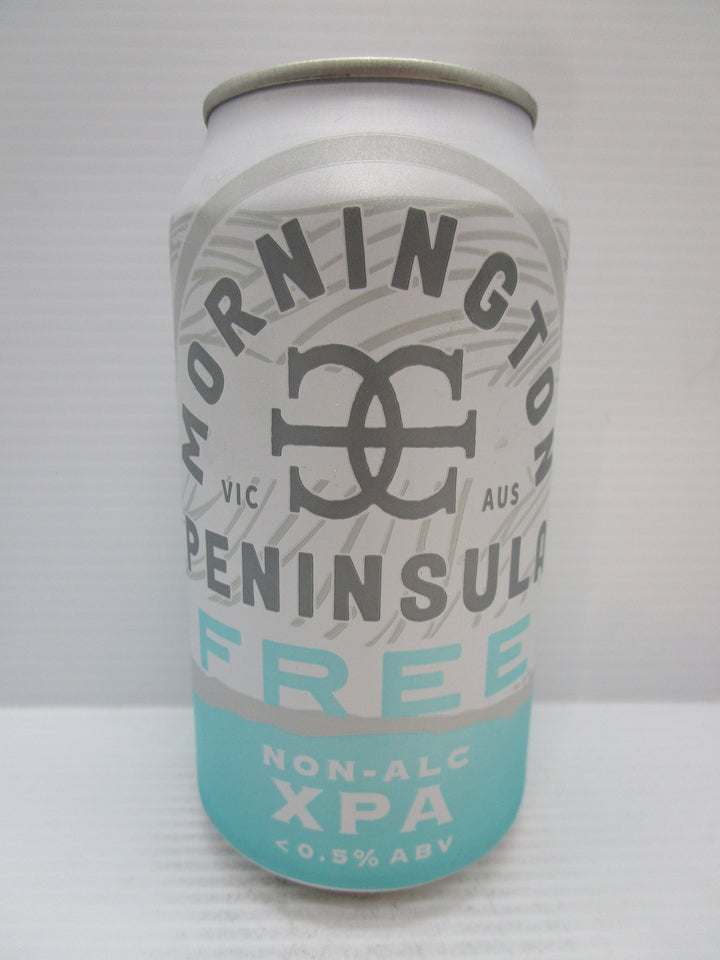 MORNINGTON
VIC AUS
PENINSULA
FREE
NON-ALC
XPA
<0.5% ABV